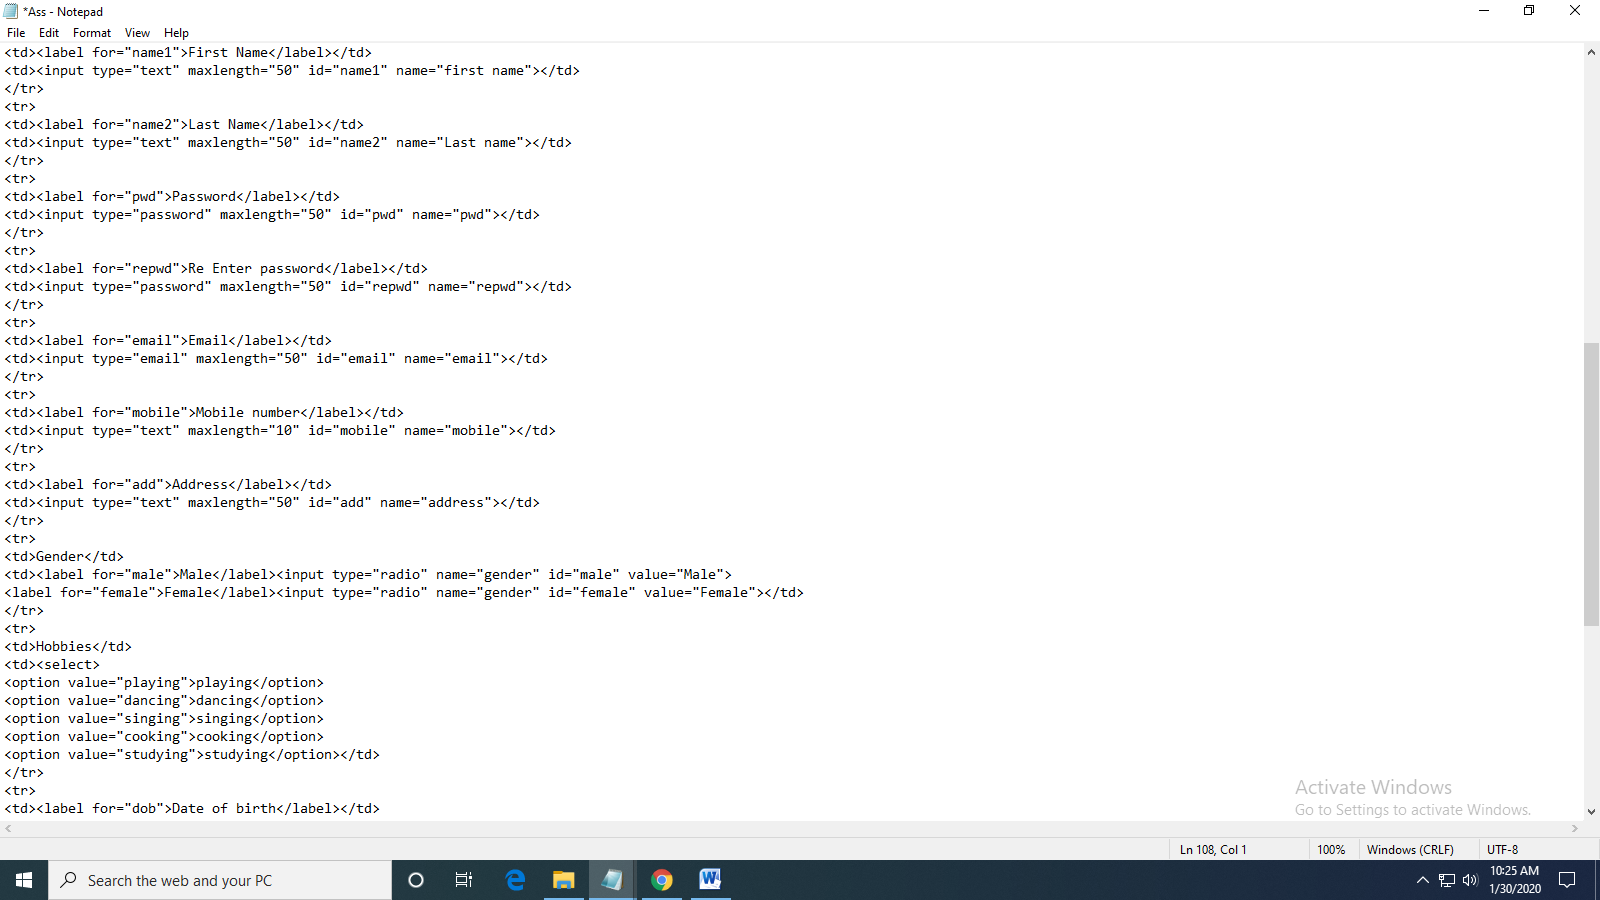 *Ass - Notepad
File Edit Format View Help
<td><label for="name1">First Name</label></td>
<td><input type="text" maxlength="50" id="name1" name="first name"></td>
</tr>
<tr>
<td><label for="name2">Last Name</label></td>
<td><input type="text" maxlength="50" id="name2" name="Last name"></td>
</tr>
<tr>
<td><label for="pwd">Password</label></td>
<td><input type="password" maxlength="50" id="pwd" name="pwd"></td>
</tr>
<tr>
<td><label for="repwd">Re Enter password</label></td>
<td><input type="password" maxlength="50" id="repwd" name="repwd"></td>
</tr>
<tr>
<td><label for="email">Email</label></td>
<td><input type="email" maxlength="50" id="email" name="email"></td>
</tr>
<tr>
<td><label for="mobile">Mobile number</label></td>
<td><input type="text" maxlength="10" id="mobile" name="mobile"></td>
</tr>
<tr>
<td><label for="add">Address</label></td>
<td><input type="text" maxlength="50" id="add" name="address"></td>
</tr>
<tr>
<td>Gender</td>
<td><label for="male">Male</label><input type="radio" name="gender" id="male" value="Male">
<label for="female">Female</label><input type="radio" name="gender" id="female" value="Female"></td>
</tr>
<tr>
<td>Hobbies</td>
<td><select>
<option value="playing">playing</option>
<option value="dancing">dancing</option>
<option value="singing">singing</option>
<option value="cooking">cooking</option>
<option value="studying">studying</option></td>
</tr>
<tr>
<td><label for="dob">Date of birth</label></td>
Activate Windows
Go to Settings to activate Windows.
Ln 108, Col 1 100% Windows (CRLF) UTF-8
Search the web and your PC
10:25 AM
1/30/2020